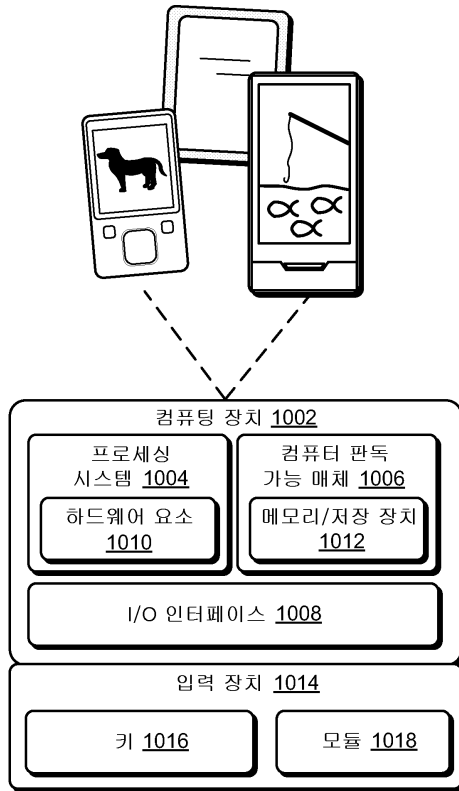 컴퓨팅 장치 1002
프로세싱
시스템 1004
하드웨어 요소
1010
컴퓨터 판독
가능 매체 1006
메모리/저장 장치
1012
I/O 인터페이스 1008
입력 장치 1014
키 1016
모듈 1018